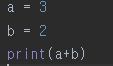 a = 3
b = 2
print(a+b)